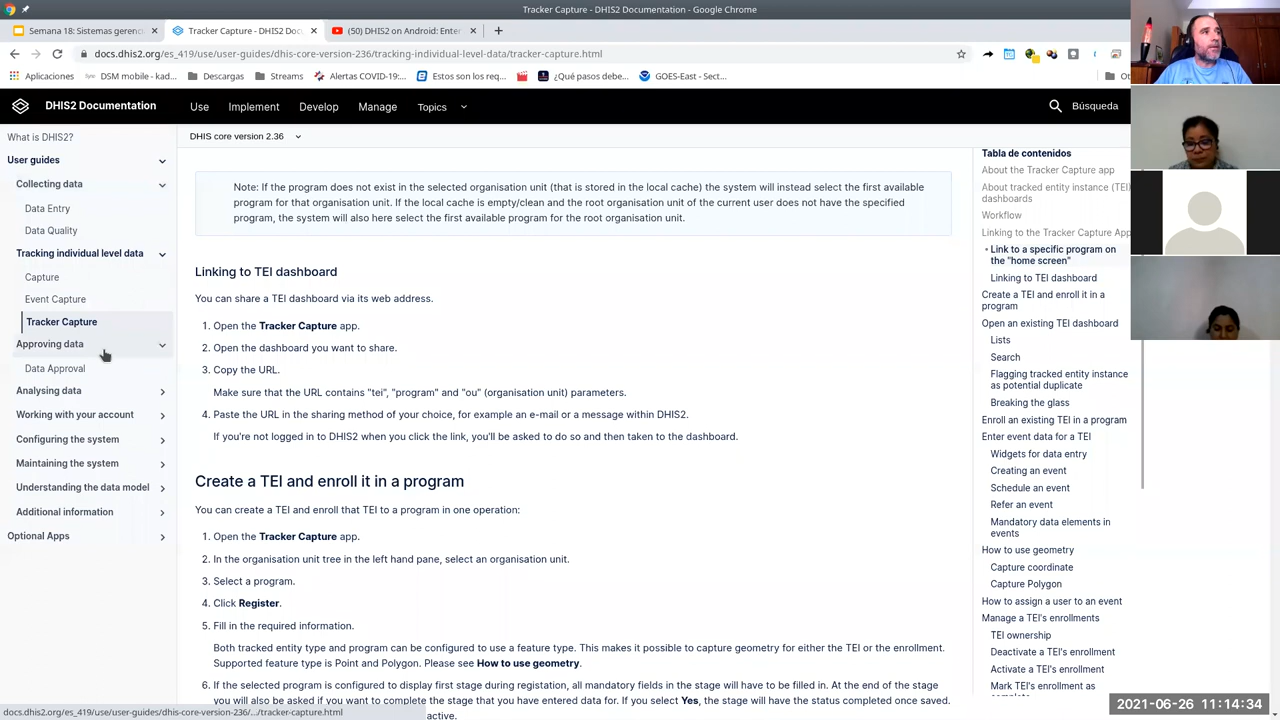 Tracker Capture - DHIS2 Documentation - Google Chrome
Semana 18: Sistemas gerenci
Tracker Capture - DHIS2 Doc
(50) DHIS2 on Android: Enter
docs.dhis2.org/es_419/use/user-guides/dhis-core-version-236/tracking-individual-level-data/tracker-capture.html
Aplicaciones
DSM mobile - kad...
Descargas
Streams
Alertas COVID-19:...
Estos son los req...
¿Qué pasos debe...
GOES-East - Sect...
DHIS2 Documentation
Use
Implement
Develop
Manage
Topics
Búsqueda
What is DHIS2?
User guides
Collecting data
Data Entry
Data Quality
Tracking individual level data
Capture
Event Capture
Tracker Capture
Approving data
Data Approval
Analysing data
Working with your account
Configuring the system
Maintaining the system
Understanding the data model
Additional information
Optional Apps
DHIS core version 2.36
Note: If the program does not exist in the selected organisation unit (that is stored in the local cache) the system will instead select the first available
program for that organisation unit. If the local cache is empty/clean and the root organisation unit of the current user does not have the specified
program, the system will also here select the first available program for the root organisation unit.
Linking to TEI dashboard
You can share a TEI dashboard via its web address.
1. Open the Tracker Capture app.
2. Open the dashboard you want to share.
3. Copy the URL.
Make sure that the URL contains "tei", "program" and "ou" (organisation unit) parameters.
4. Paste the URL in the sharing method of your choice, for example an e-mail or a message within DHIS2.
If you're not logged in to DHIS2 when you click the link, you'll be asked to do so and then taken to the dashboard.
Create a TEI and enroll it in a program
You can create a TEI and enroll that TEI to a program in one operation:
1. Open the Tracker Capture app.
2. In the organisation unit tree in the left hand pane, select an organisation unit.
3. Select a program.
4. Click Register.
5. Fill in the required information.
Both tracked entity type and program can be configured to use a feature type. This makes it possible to capture geometry for either the TEI or the enrollment.
Supported feature type is Point and Polygon. Please see How to use geometry.
6. If the selected program is configured to display first stage during registation, all mandatory fields in the stage will have to be filled in. At the end of the stage
you will also be asked if you want to complete the stage that you have entered data for. If you select Yes, the stage will have the status completed once saved.
active.
Tabla de contenidos
About the Tracker Capture app
About tracked entity instance (TEI)
dashboards
Workflow
Linking to the Tracker Capture App
Link to a specific program on
the "home screen"
Linking to TEI dashboard
Create a TEI and enroll it in a
program
Open an existing TEI dashboard
Lists
Search
Flagging tracked entity instance
as potential duplicate
Breaking the glass
Enroll an existing TEI in a program
Enter event data for a TEI
Widgets for data entry
Creating an event
Schedule an event
Refer an event
Mandatory data elements in
events
How to use geometry
Capture coordinate
Capture Polygon
How to assign a user to an event
Manage a TEI's enrollments
TEI ownership
Deactivate a TEI's enrollment
Activate a TEI's enrollment
Mark TEI's enrollment as
docs.dhis2.org/es_419/use/user-guides/dhis-core-version-236/.../tracker-capture.html
2021-06-26 11:14:34